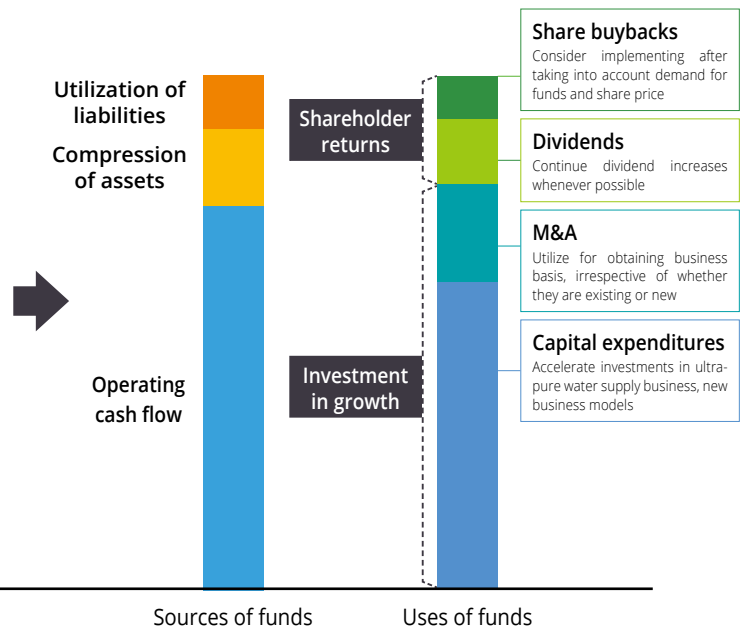 Utilization of
liabilities
Compression
of assets
Operating
cash flow
Shareholder
returns
Investment
in growth
Share buybacks
Consider implementing after
taking into account demand for
funds and share price
Dividends
Continue dividend increases
whenever possible
M&A
Utilize for obtaining business
basis, irrespective of whether
they are existing or new
Capital expenditures
Accelerate investments in ultra-
pure water supply business, new
business models
Sources of funds
Uses of funds